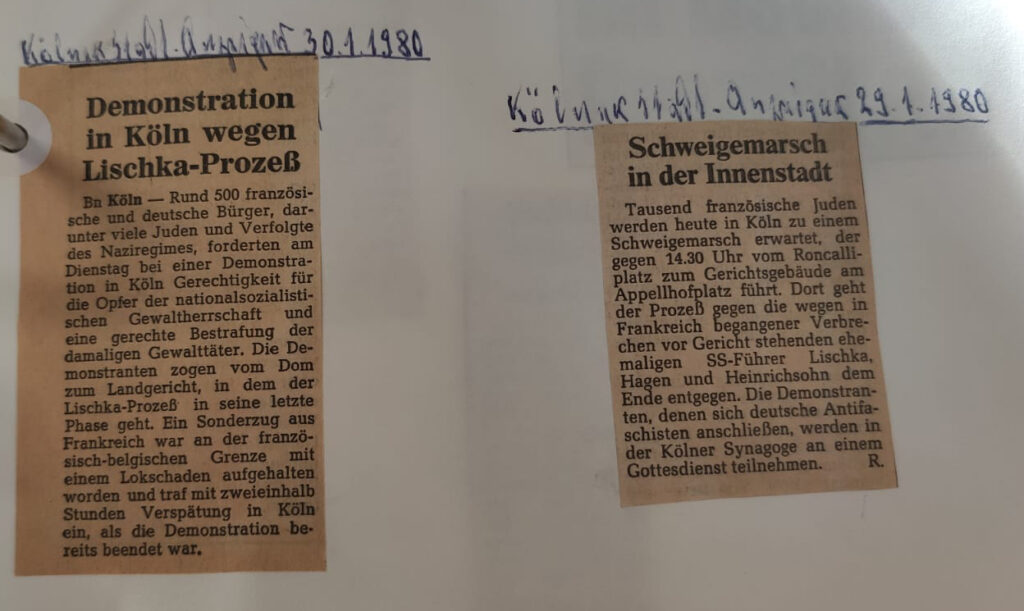 Kölner Stadt-Anzeiger 30.1.1980
Demonstration
in Köln wegen
Lischka-Prozeß
Bn Köln — Rund 500 französi-
sche und deutsche Bürger, dar-
unter viele Juden und Verfolgte
des Naziregimes, forderten am
Dienstag bei einer Demonstra-
tion in Köln Gerechtigkeit für
die Opfer der nationalsozialisti-
schen Gewaltherrschaft und
eine gerechte Bestrafung der
damaligen Gewalttäter. Die De-
monstranten zogen vom Dom
zum Landgericht, in dem der
Lischka-Prozeß in seine letzte
Phase geht. Ein Sonderzug aus
Frankreich war an der franzö-
sisch-belgischen Grenze mit
einem Lokschaden aufgehalten
worden und traf mit zweieinhalb
Stunden Verspätung in Köln
ein, als die Demonstration be-
reits beendet war.
Kölner Stadt-Anzeiger 29.1.1980
Schweigemarsch
in der Innenstadt
Tausend französische Juden
werden heute in Köln zu einem
Schweigemarsch erwartet, der
gegen 14.30 Uhr vom Roncalli-
platz zum Gerichtsgebäude am
Appellhofplatz führt. Dort geht
der Prozeß gegen die wegen in
Frankreich begangener Verbre-
chen vor Gericht stehenden ehe-
maligen SS-Führer Lischka,
Hagen und Heinrichsohn dem
Ende entgegen. Die Demonstran-
ten, denen sich deutsche Antifa-
schisten anschließen, werden in
der Kölner Synagoge an einem
Gottesdienst teilnehmen. R.